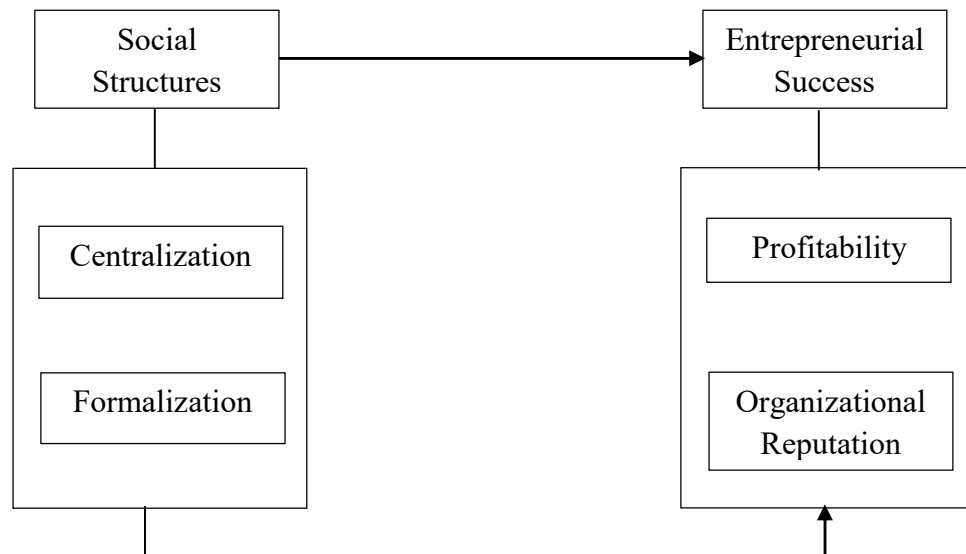 Social
Structures
Entrepreneurial
Success
Centralization
Profitability
Formalization
Organizational
Reputation